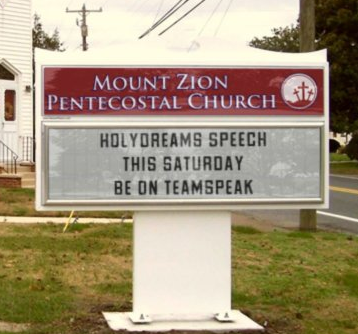 MOUNT ZION
PENTECOSTAL CHURCH
HOLYDREAMS SPEECH
THIS SATURDAY
BE ON TEAMSPEAK